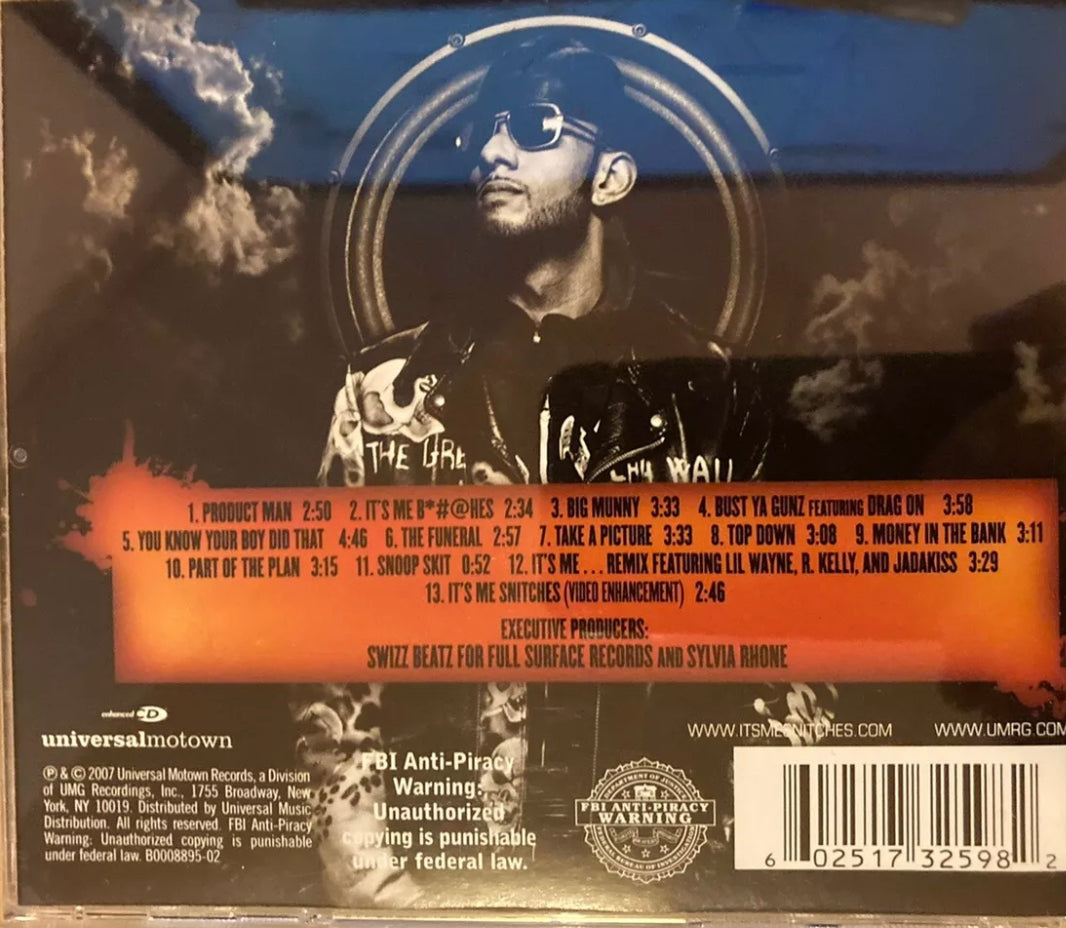 THE GRE
WALL
1. PRODUCT MAN 2:50 2. IT'S ME B*#@HES 2:34 3. BIG MUNNY 3:33 4. BUST YA GUNZ FEATURING DRAG ON 3:58
5. YOU KNOW YOUR BOY DID THAT 4:46 6. THE FUNERAL 2:57 7. TAKE A PICTURE 3:33 8. TOP DOWN 3:08 9. MONEY IN THE BANK 3:11
10. PART OF THE PLAN 3:15 11. SNOOP SKIT 0:52 12. IT'S ME... REMIX FEATURING LIL WAYNE, R. KELLY, AND JADAKISS 3:29
13. IT'S ME SNITCHES (VIDEO ENHANCEMENT) 2:46
EXECUTIVE PRODUCERS:
SWIZZ BEATZ FOR FULL SURFACE RECORDS AND SYLVIA RHONE
enhanced CD
universalmotown
WWW.ITSMESNITCHES.COM WWW.UMRG.COM
℗ & © 2007 Universal Motown Records, a Division
of UMG Recordings, Inc., 1755 Broadway, New
York, NY 10019. Distributed by Universal Music
Distribution. All rights reserved. FBI Anti-Piracy
Warning: Unauthorized copying is punishable
under federal law. B0008895-02
FBI Anti-Piracy
Warning:
Unauthorized
copying is punishable
under federal law.
DEPARTMENT OF JUSTICE
FBI ANTI-PIRACY
WARNING
FEDERAL BUREAU OF INVESTIGATION
6 02517 32598 2